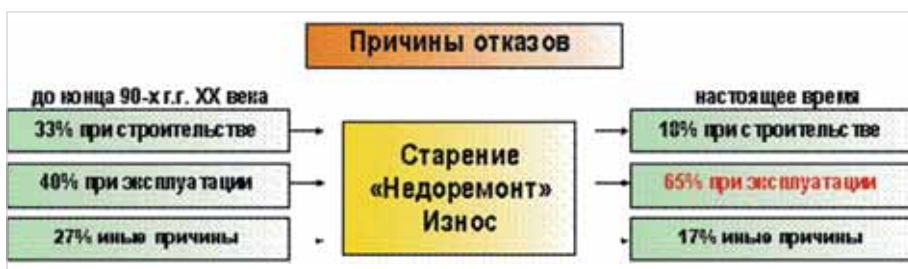 Причины отказов
до конца 90-х г.г. XX века
настоящее время
33% при строительстве
18% при строительстве
Старение
40% при эксплуатации
«Недоремонт»
65% при эксплуатации
Износ
27% иные причины
17% иные причины